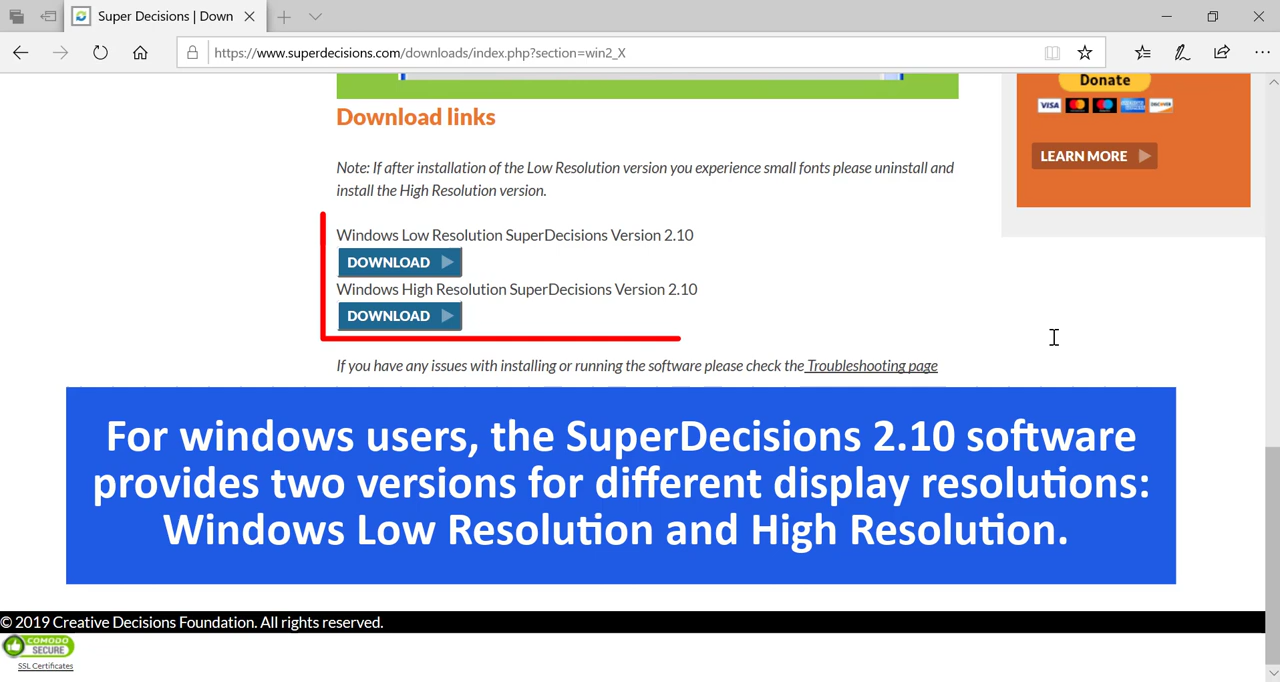 Super Decisions | Down
https://www.superdecisions.com/downloads/index.php?section=win2_X
Donate
VISA
DISCOVER
LEARN MORE
Download links
Note: If after installation of the Low Resolution version you experience small fonts please uninstall and
install the High Resolution version.
Windows Low Resolution SuperDecisions Version 2.10
DOWNLOAD
Windows High Resolution SuperDecisions Version 2.10
DOWNLOAD
If you have any issues with installing or running the software please check the Troubleshooting page
For windows users, the SuperDecisions 2.10 software
provides two versions for different display resolutions:
Windows Low Resolution and High Resolution.
© 2019 Creative Decisions Foundation. All rights reserved.
COMODO
SECURE
SSL Certificates